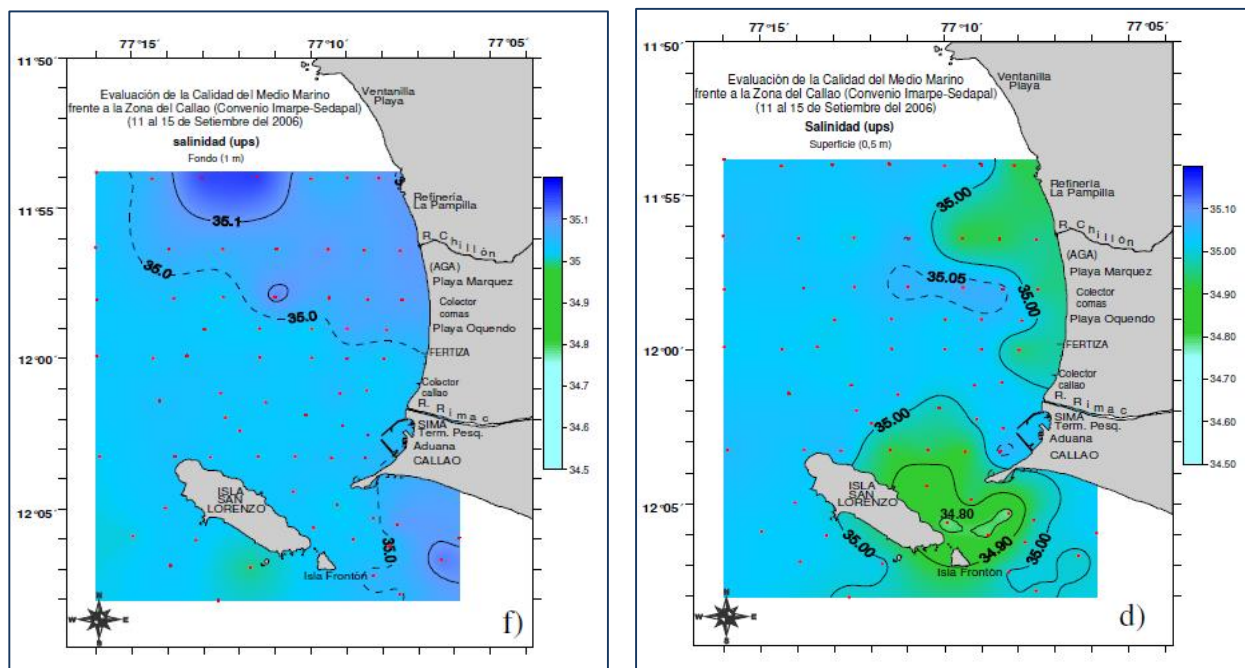 77°15´ 77°10´ 77°05´
11°50´
Evaluación de la Calidad del Medio Marino
frente a la Zona del Callao (Convenio Imarpe-Sedapal)
(11 al 15 de Setiembre del 2006)
salinidad (ups)
Fondo (1 m)
Ventanilla
Playa
Refinería
La Pampilla
11°55´
35.1
R. Chillón
35.0
(AGA)
Playa Marquez
Colector
comas
35.0
Playa Oquendo
FERTIZA
12°00´
Colector
callao
R. Rimac
SIMA
Term. Pesq.
Aduana
CALLAO
ISLA
SAN
LORENZO
12°05´
35.0
Isla Frontón
N
W E
S
f)
35.1
35
34.9
34.8
34.7
34.6
34.5
77°15´ 77°10´ 77°05´
11°50´
Evaluación de la Calidad del Medio Marino
frente a la Zona del Callao (Convenio Imarpe-Sedapal)
(11 al 15 de Setiembre del 2006)
Salinidad (ups)
Superficie (0,5 m)
Ventanilla
Playa
Refinería
La Pampilla
11°55´
35.00
R. Chillón
(AGA)
Playa Marquez
35.05
35.00
Colector
comas
Playa Oquendo
FERTIZA
12°00´
Colector
callao
R. Rimac
35.00
SIMA
Term. Pesq.
Aduana
CALLAO
ISLA
SAN
LORENZO
12°05´
34.80
34.90
35.00
35.00
Isla Frontón
N
W E
S
d)
35.10
35.00
34.90
34.80
34.70
34.60
34.50